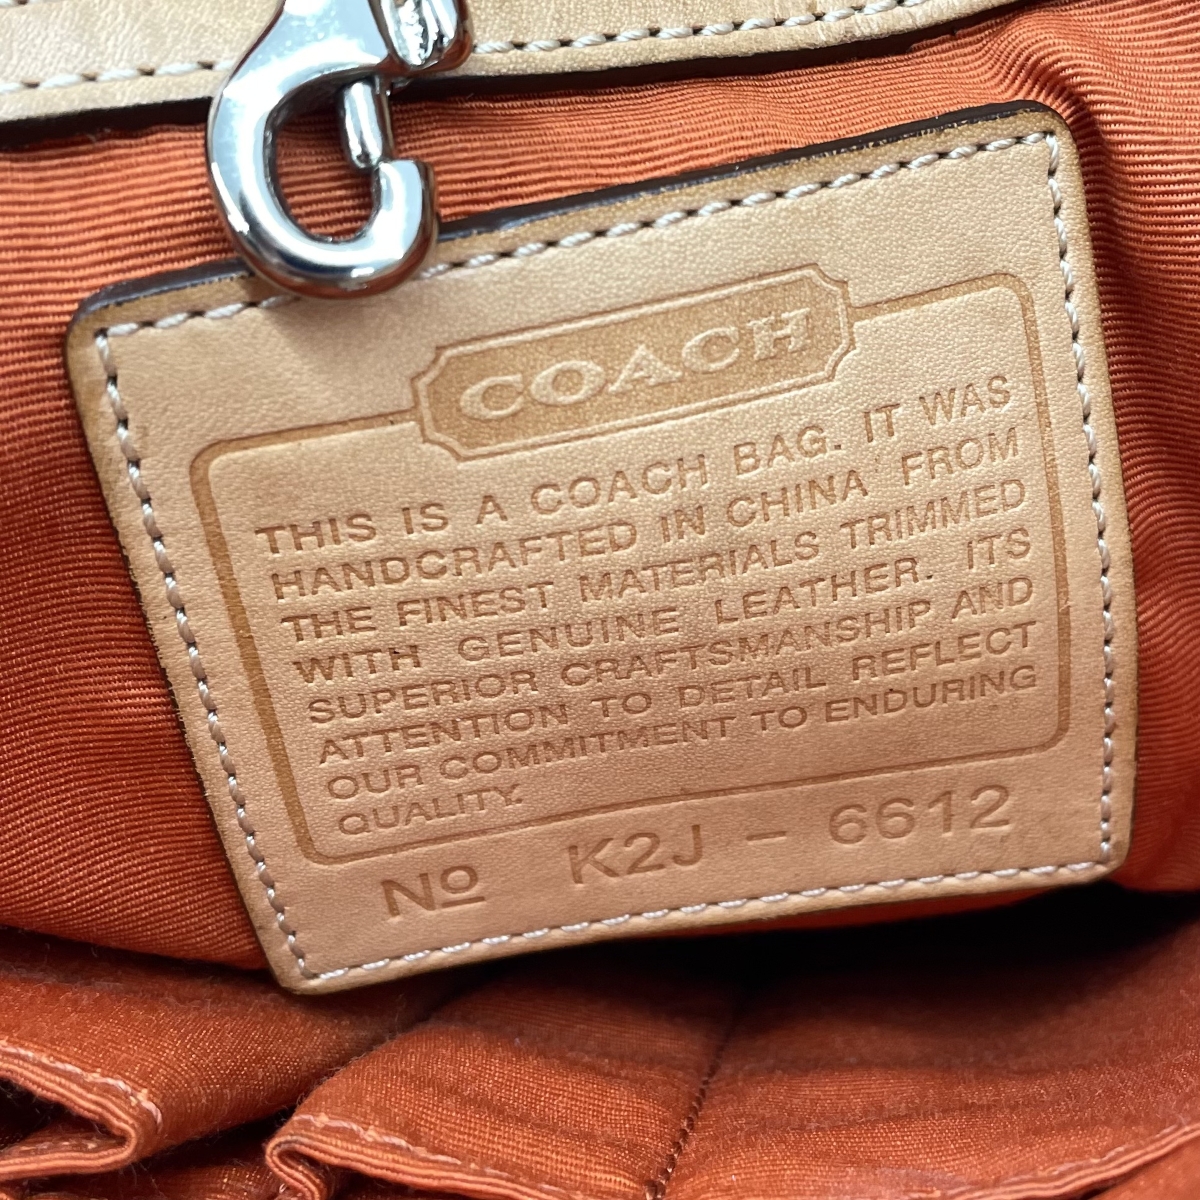 COACH
THIS IS A COACH BAG. IT WAS
HANDCRAFTED IN CHINA FROM
THE FINEST MATERIALS TRIMMED
WITH GENUINE LEATHER. ITS
SUPERIOR CRAFTSMANSHIP AND
ATTENTION TO DETAIL REFLECT
OUR COMMITMENT TO ENDURING
QUALITY.
Nº K2J - 6612